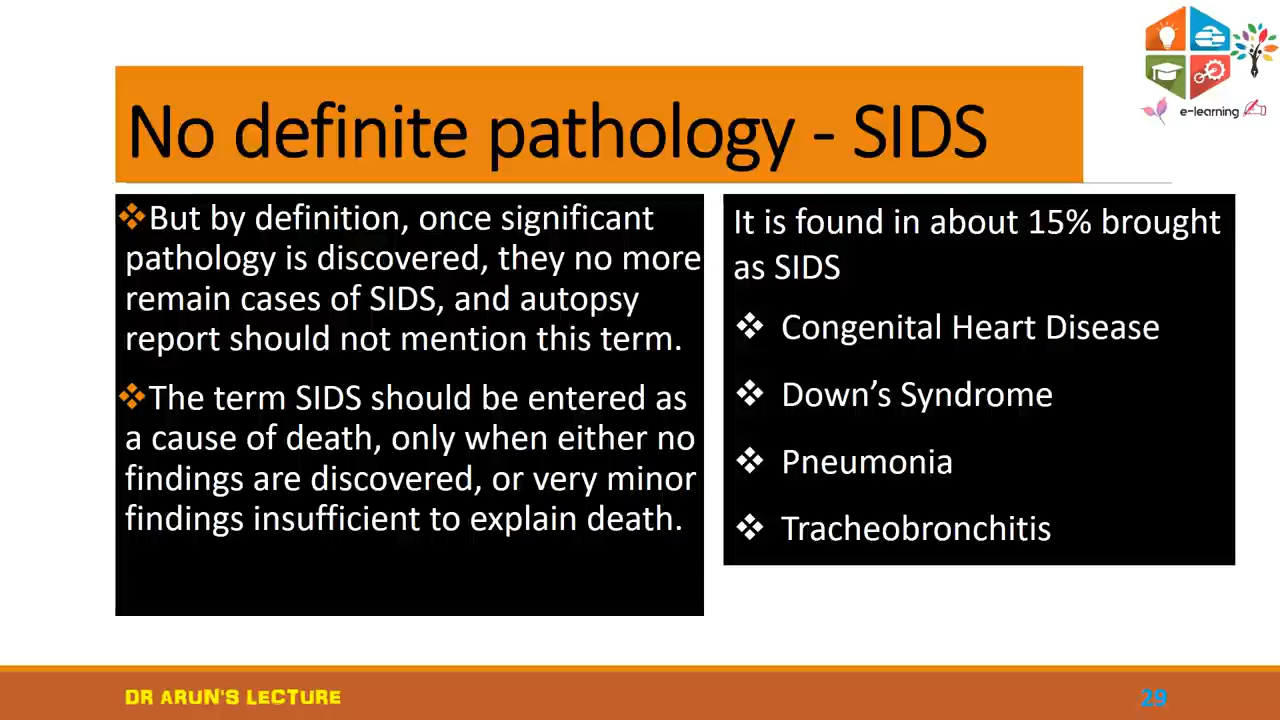 e-learning
No definite pathology - SIDS
❖But by definition, once significant
pathology is discovered, they no more
remain cases of SIDS, and autopsy
report should not mention this term.
❖The term SIDS should be entered as
a cause of death, only when either no
findings are discovered, or very minor
findings insufficient to explain death.
It is found in about 15% brought
as SIDS
❖ Congenital Heart Disease
❖ Down’s Syndrome
❖ Pneumonia
❖ Tracheobronchitis
DR ARUN'S LECTURE
29